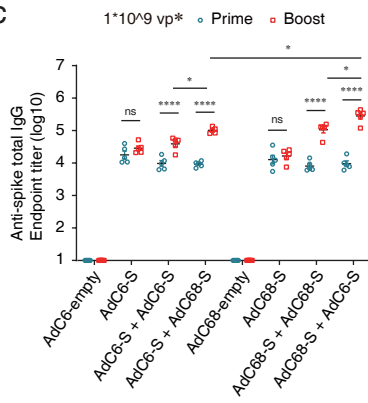 C
1*10^9 vp* Prime Boost
Anti-spike total IgG
Endpoint titer (log10)
7
6
5
4
3
2
1
ns
****
*
****
*
ns
****
*
****
AdC6-empty
AdC6-S
AdC6-S + AdC6-S
AdC6-S + AdC68-S
AdC68-empty
AdC68-S
AdC68-S + AdC68-S
AdC68-S + AdC6-S